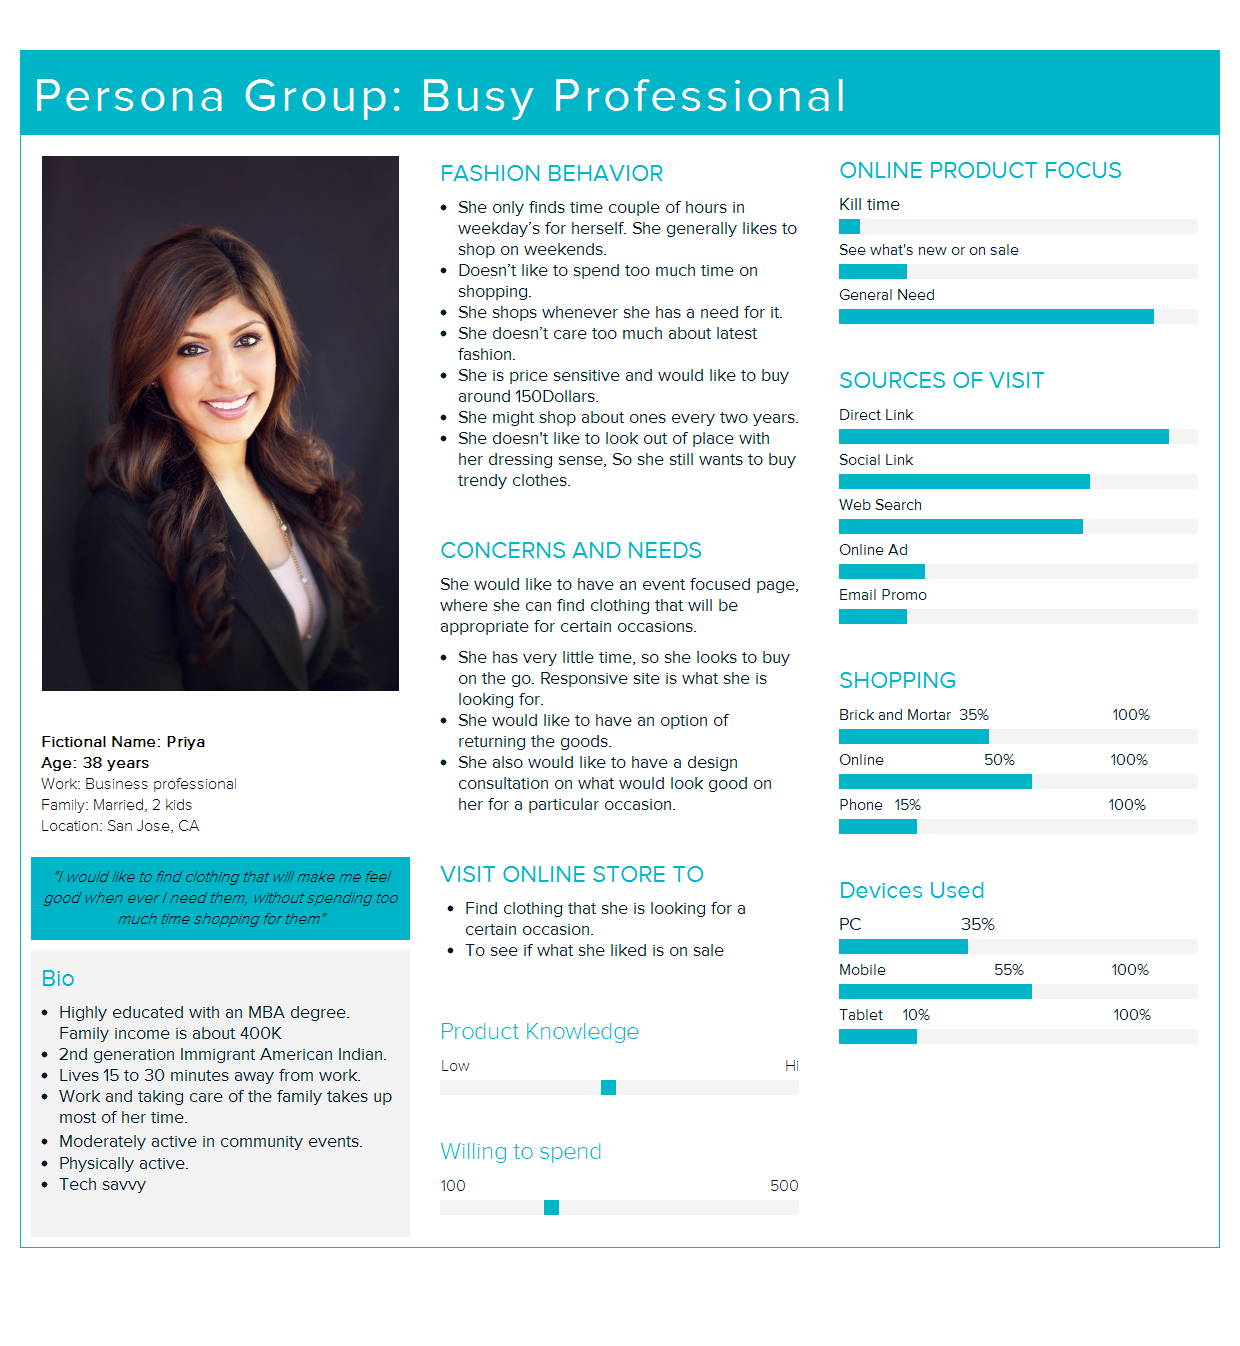 Persona Group: Busy Professional
Fictional Name: Priya
Age: 38 years
Work: Business professional
Family: Married, 2 kids
Location: San Jose, CA
"I would like to find clothing that will make me feel
good when ever I need them, without spending too
much time shopping for them"
Bio
• Highly educated with an MBA degree.
Family income is about 400K
• 2nd generation Immigrant American Indian.
• Lives 15 to 30 minutes away from work.
• Work and taking care of the family takes up
most of her time.
• Moderately active in community events.
• Physically active.
• Tech savvy
FASHION BEHAVIOR
• She only finds time couple of hours in
weekday’s for herself. She generally likes to
shop on weekends.
• Doesn’t like to spend too much time on
shopping.
• She shops whenever she has a need for it.
• She doesn’t care too much about latest
fashion.
• She is price sensitive and would like to buy
around 150Dollars.
• She might shop about ones every two years.
• She doesn't like to look out of place with
her dressing sense, So she still wants to buy
trendy clothes.
CONCERNS AND NEEDS
She would like to have an event focused page,
where she can find clothing that will be
appropriate for certain occasions.
• She has very little time, so she looks to buy
on the go. Responsive site is what she is
looking for.
• She would like to have an option of
returning the goods.
• She also would like to have a design
consultation on what would look good on
her for a particular occasion.
VISIT ONLINE STORE TO
• Find clothing that she is looking for a
certain occasion.
• To see if what she liked is on sale
Product Knowledge
Low Hi
Willing to spend
100 500
ONLINE PRODUCT FOCUS
Kill time
See what's new or on sale
General Need
SOURCES OF VISIT
Direct Link
Social Link
Web Search
Online Ad
Email Promo
SHOPPING
Brick and Mortar 35% 100%
Online 50% 100%
Phone 15% 100%
Devices Used
PC 35%
Mobile 55% 100%
Tablet 10% 100%